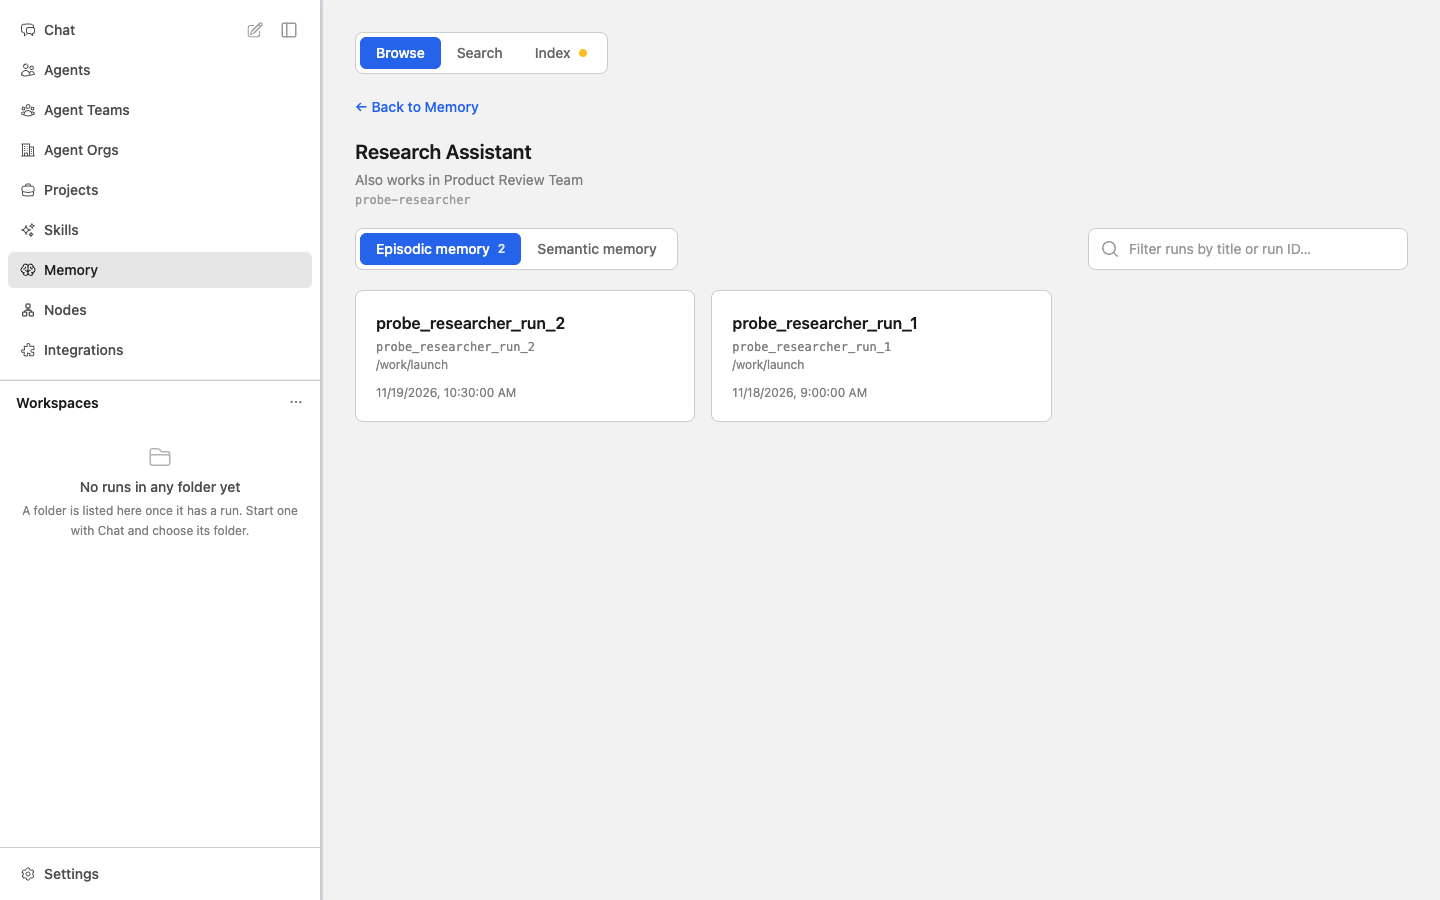 Chat
Agents
Agent Teams
Agent Orgs
Projects
Skills
Memory
Nodes
Integrations
Workspaces
No runs in any folder yet
A folder is listed here once it has a run. Start one
with Chat and choose its folder.
Settings
Browse Search Index
← Back to Memory
Research Assistant
Also works in Product Review Team
probe-researcher
Episodic memory 2 Semantic memory
Filter runs by title or run ID...
probe_researcher_run_2
probe_researcher_run_2
/work/launch
11/19/2026, 10:30:00 AM
probe_researcher_run_1
probe_researcher_run_1
/work/launch
11/18/2026, 9:00:00 AM